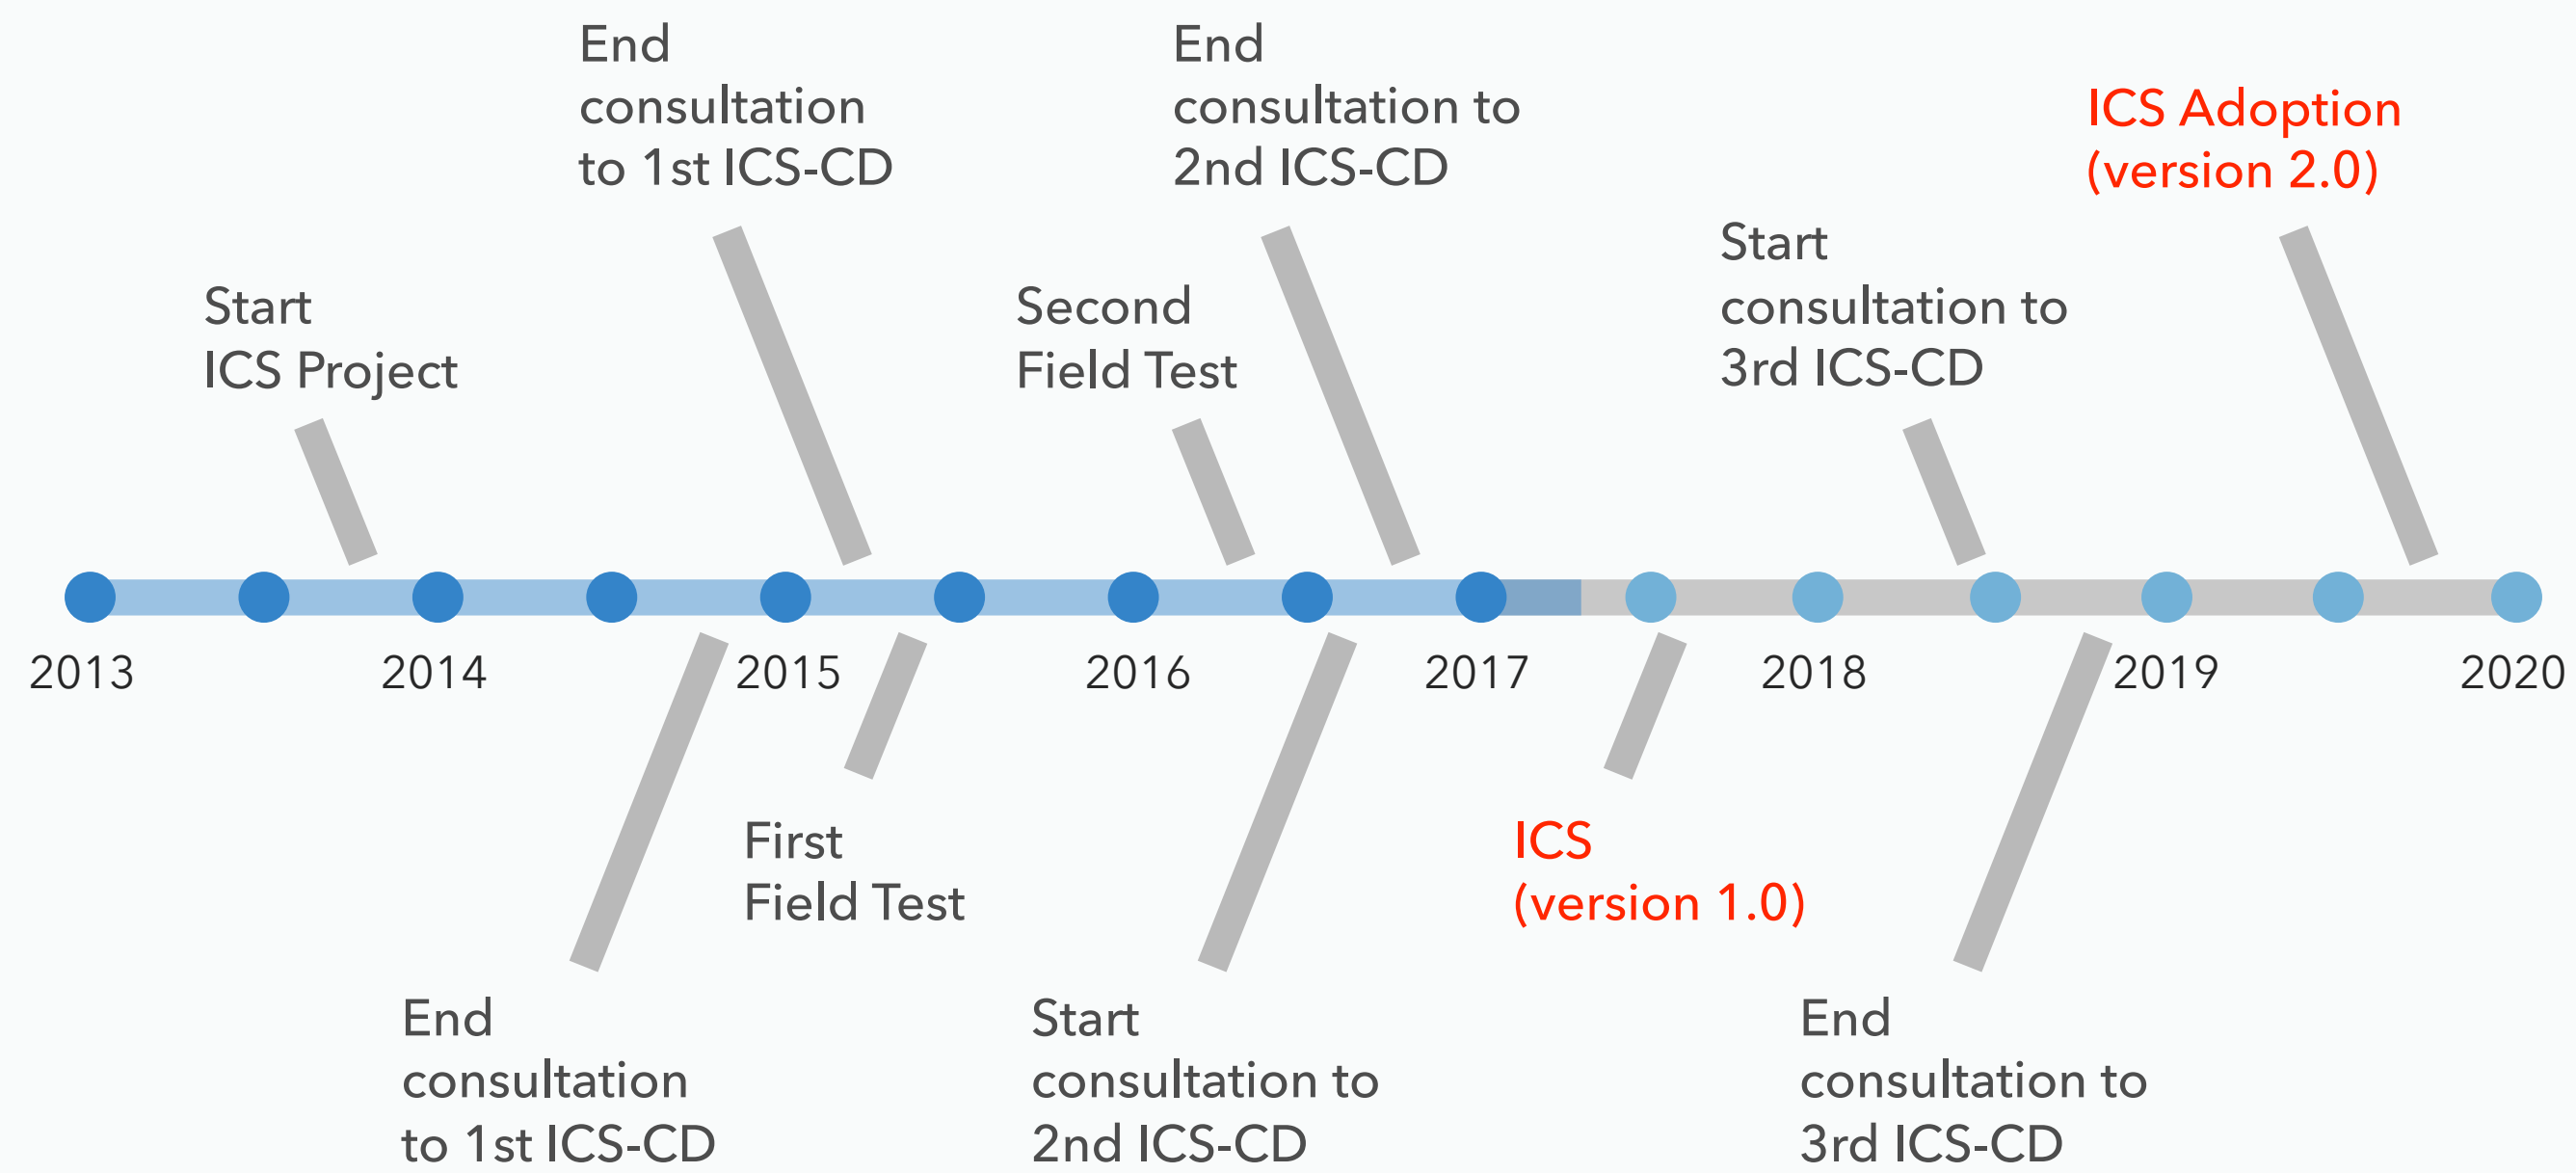 End
consultation
to 1st ICS-CD
End
consultation to
2nd ICS-CD
ICS Adoption
(version 2.0)
Start
ICS Project
Second
Field Test
Start
consultation to
3rd ICS-CD
2013
2014
2015
2016
2017
2018
2019
2020
First
Field Test
ICS
(version 1.0)
End
consultation
to 1st ICS-CD
Start
consultation to
2nd ICS-CD
End
consultation to
3rd ICS-CD